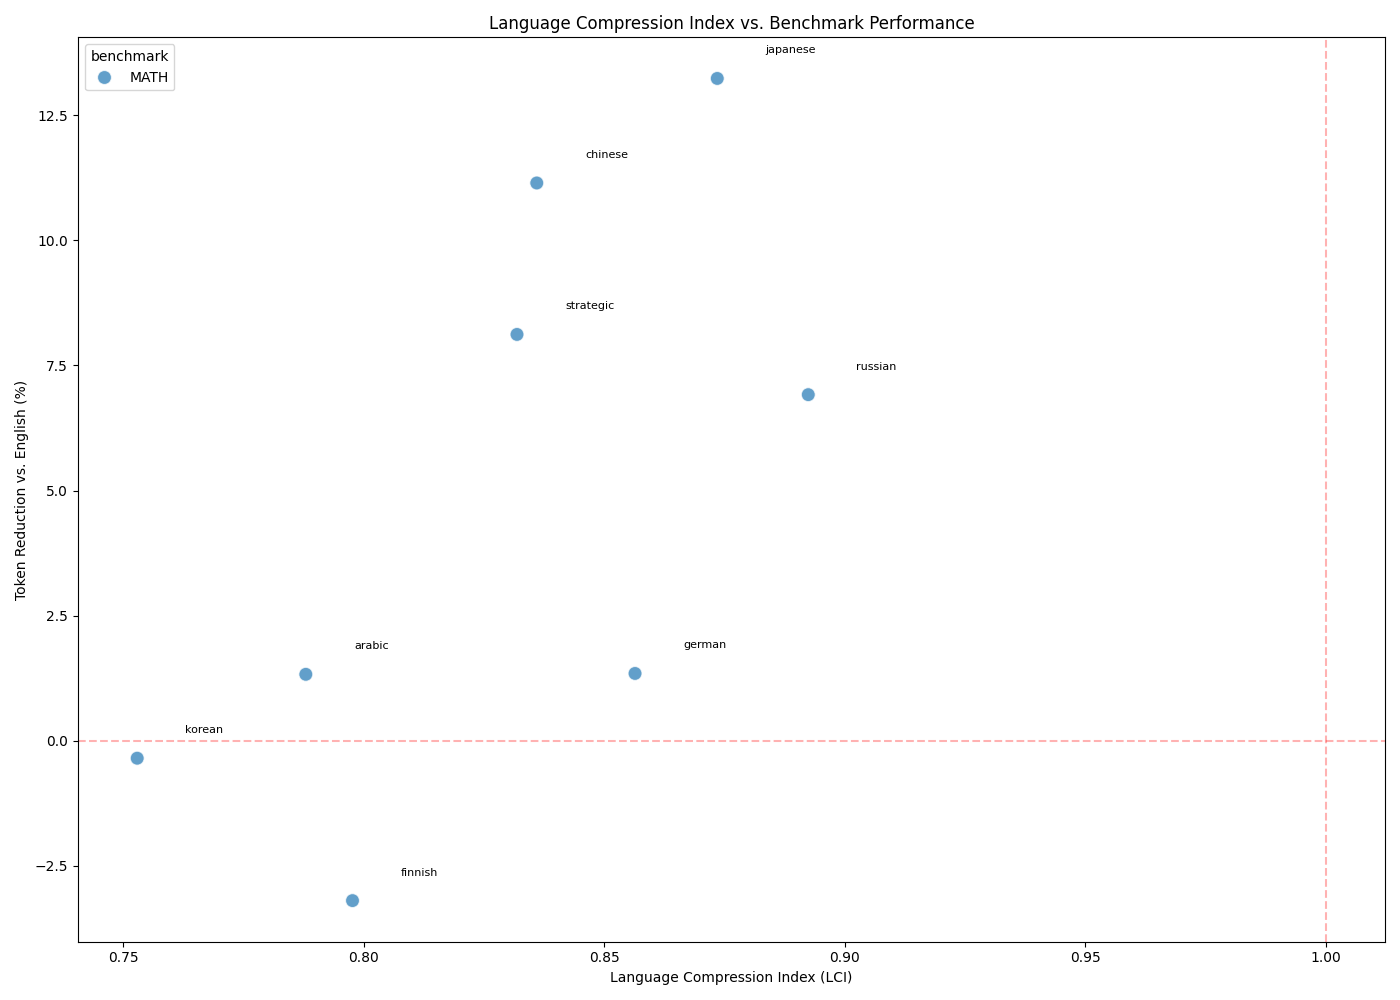 Language Compression Index vs. Benchmark Performance
benchmark
MATH
japanese
chinese
strategic
russian
arabic
german
korean
finnish
Token Reduction vs. English (%)
12.5
10.0
7.5
5.0
2.5
0.0
−2.5
0.75
0.80
0.85
0.90
0.95
1.00
Language Compression Index (LCI)